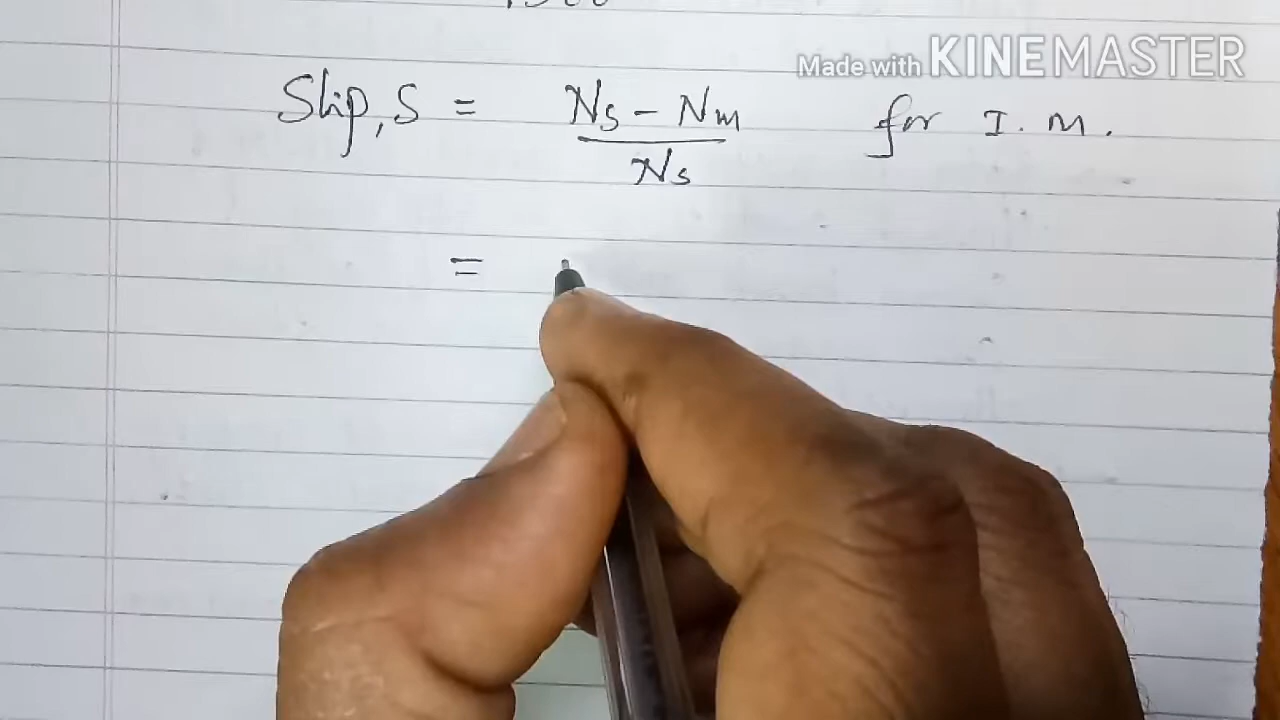 Made with KINEMASTER
Slip, S = Ns - Nm / Ns for I. M.
=